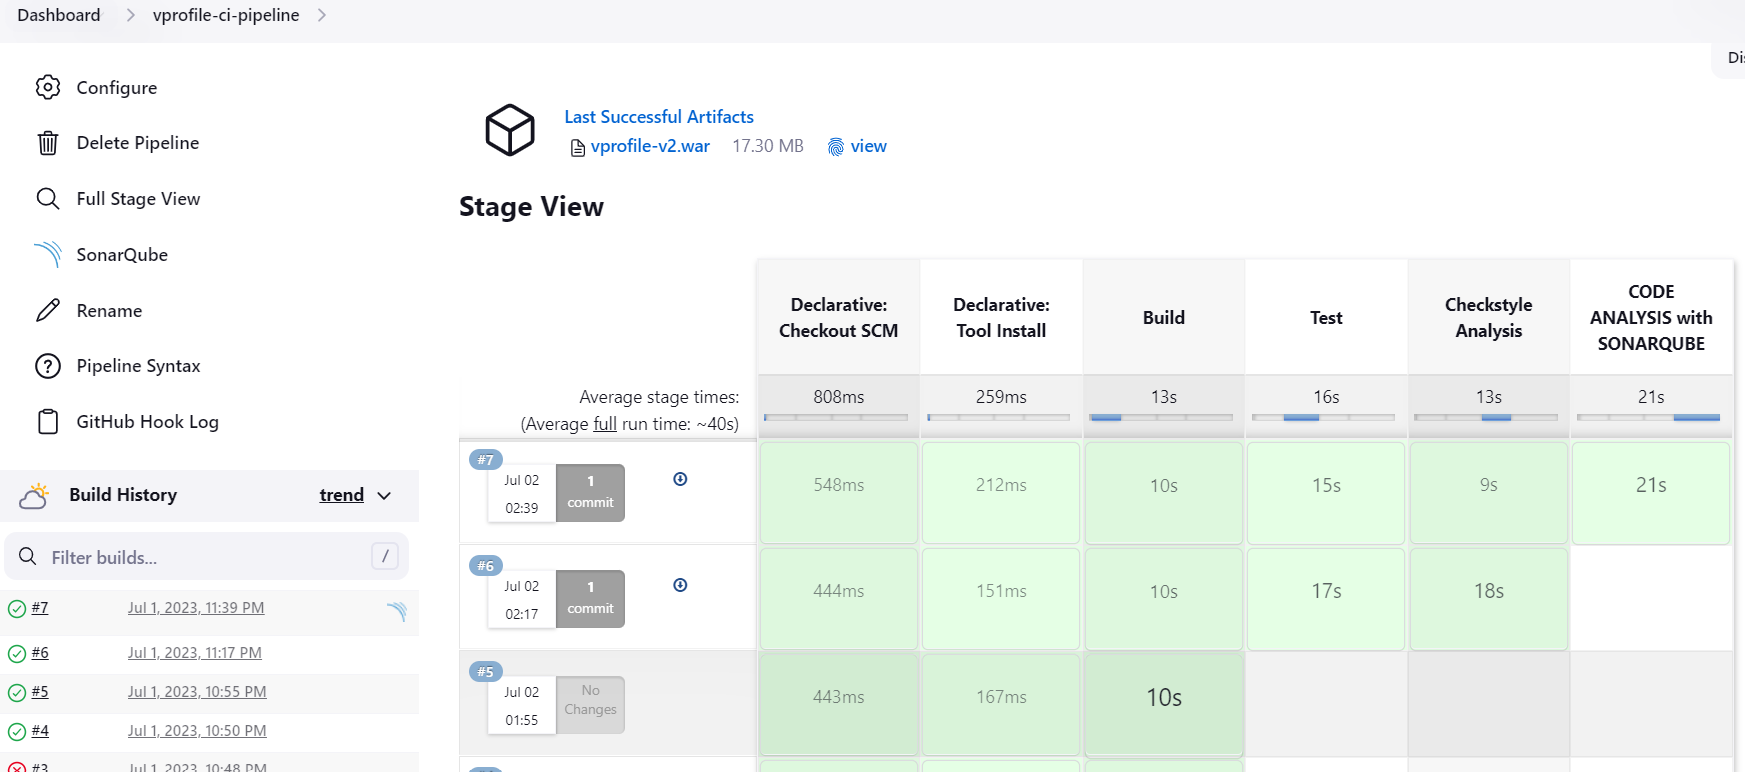 Dashboard
vprofile-ci-pipeline
Configure
Delete Pipeline
Full Stage View
SonarQube
Rename
Pipeline Syntax
GitHub Hook Log
Build History
trend
Filter builds...
/
#7
Jul 1, 2023, 11:39 PM
#6
Jul 1, 2023, 11:17 PM
#5
Jul 1, 2023, 10:55 PM
#4
Jul 1, 2023, 10:50 PM
#3
Jul 1, 2023, 10:48 PM
Last Successful Artifacts
vprofile-v2.war 17.30 MB view
Stage View
Declarative:
Checkout SCM
Declarative:
Tool Install
Build
Test
Checkstyle
Analysis
CODE
ANALYSIS with
SONARQUBE
Average stage times:
(Average full run time: ~40s)
808ms
259ms
13s
16s
13s
21s
#7
Jul 02
02:39
1
commit
548ms
212ms
10s
15s
9s
21s
#6
Jul 02
02:17
1
commit
444ms
151ms
10s
17s
18s
#5
Jul 02
01:55
No
Changes
443ms
167ms
10s